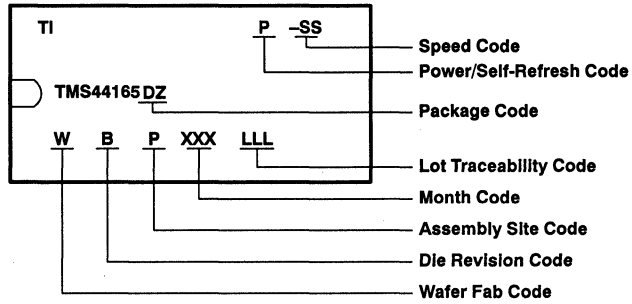 TI P –SS
Speed Code
Power/Self-Refresh Code
TMS44165DZ
Package Code
W B P XXX LLL
Lot Traceability Code
Month Code
Assembly Site Code
Die Revision Code
Wafer Fab Code